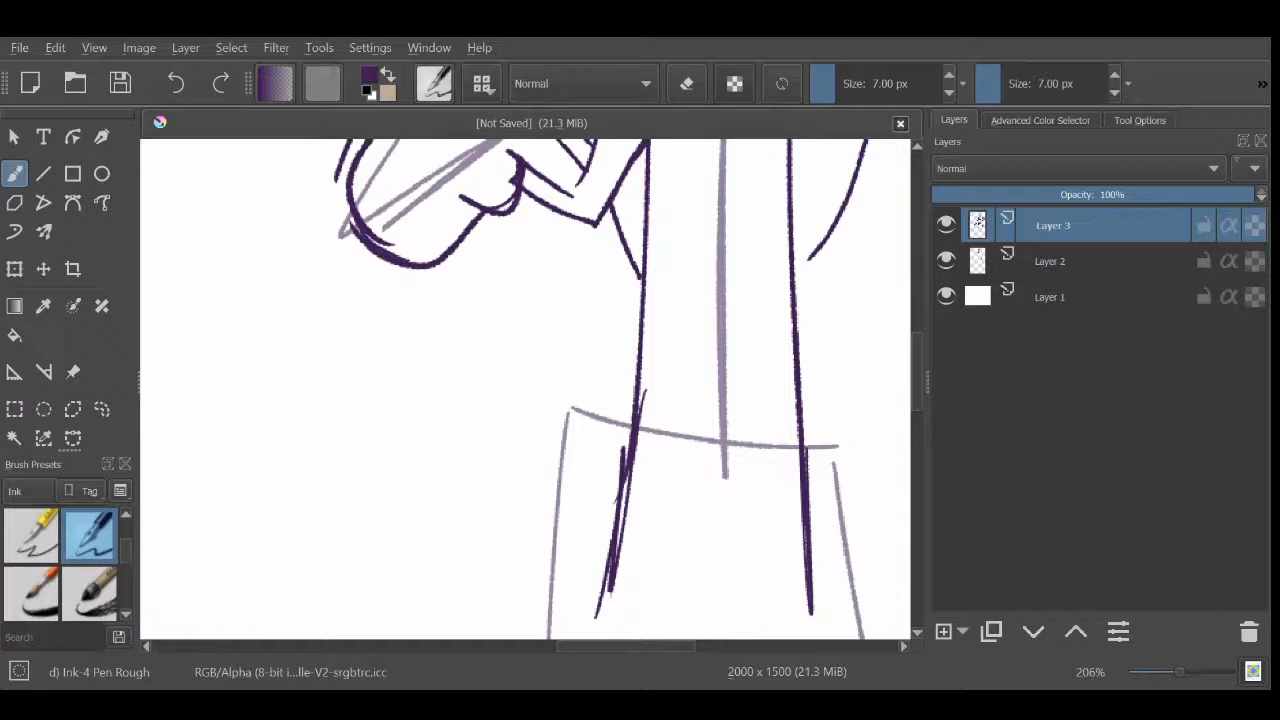 File Edit View Image Layer Select Filter Tools Settings Window Help
Normal Size: 7.00 px Size: 7.00 px »
[Not Saved] (21.3 MiB)
Layers Advanced Color Selector Tool Options
Layers
Normal
Opacity: 100%
Layer 3
Layer 2
Layer 1
Brush Presets
Ink Tag
Search
d) Ink-4 Pen Rough RGB/Alpha (8-bit i...lle-V2-srgbtrc.icc 2000 x 1500 (21.3 MiB) 206%